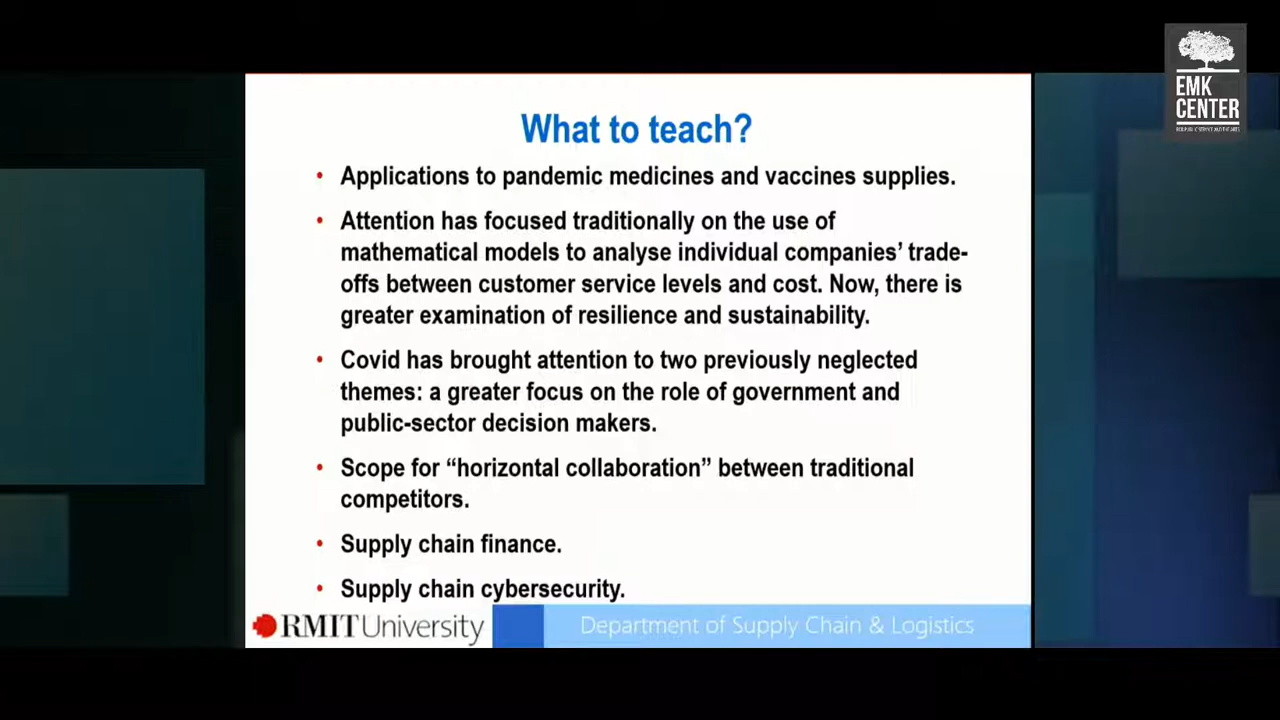 EMK
CENTER
What to teach?
• Applications to pandemic medicines and vaccines supplies.
• Attention has focused traditionally on the use of
mathematical models to analyse individual companies’ trade-
offs between customer service levels and cost. Now, there is
greater examination of resilience and sustainability.
• Covid has brought attention to two previously neglected
themes: a greater focus on the role of government and
public-sector decision makers.
• Scope for “horizontal collaboration” between traditional
competitors.
• Supply chain finance.
• Supply chain cybersecurity.
RMIT University
Department of Supply Chain & Logistics